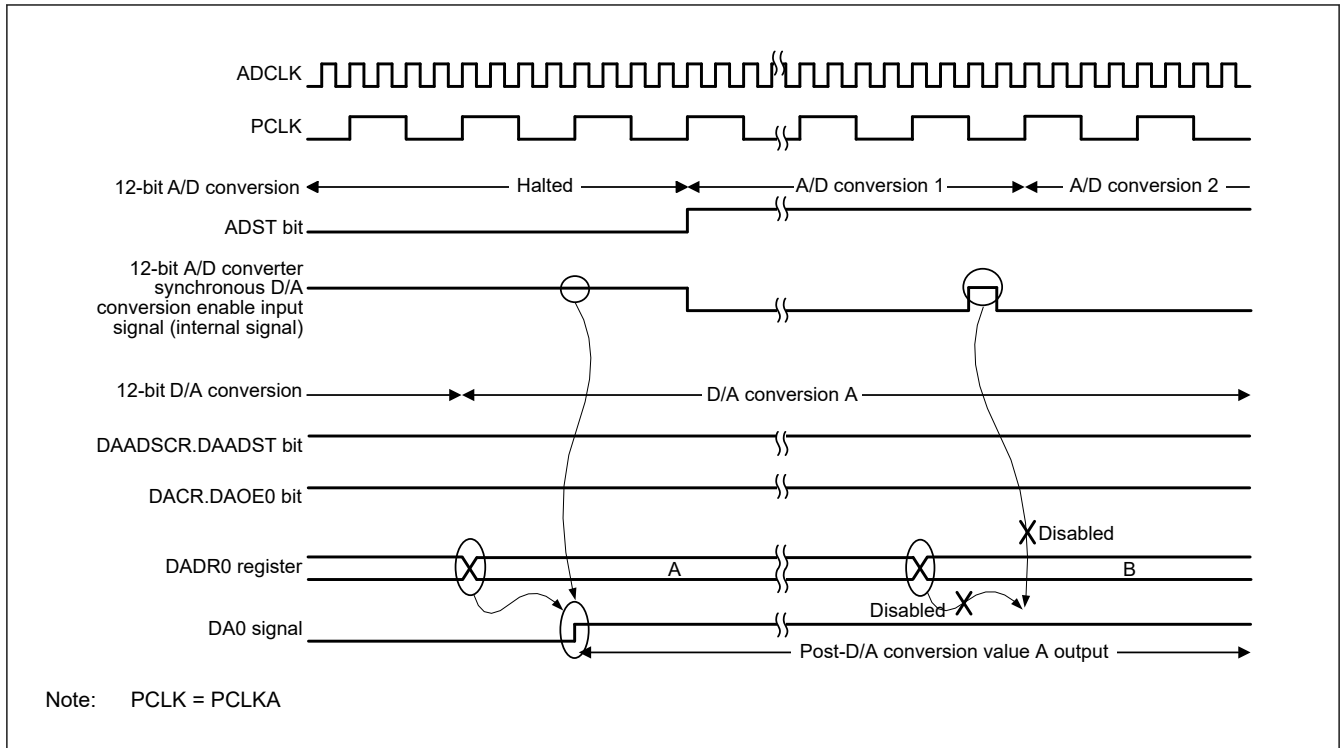 ADCLK
PCLK
12-bit A/D conversion
Halted
A/D conversion 1
A/D conversion 2
ADST bit
12-bit A/D converter
synchronous D/A
conversion enable input
signal (internal signal)
12-bit D/A conversion
D/A conversion A
DAADSCR.DAADST bit
DACR.DAOE0 bit
Disabled
DADR0 register
A
B
Disabled
DA0 signal
Post-D/A conversion value A output
Note: PCLK = PCLKA